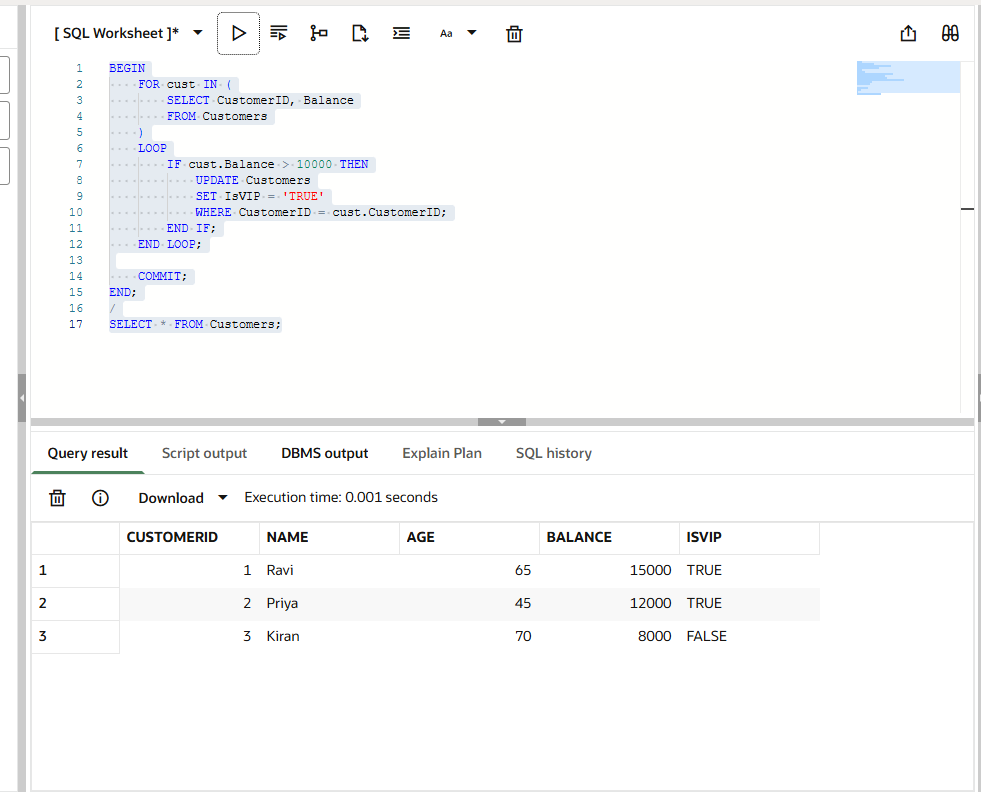 [ SQL Worksheet ]*
Aa
1 BEGIN
2     FOR cust IN (
3         SELECT CustomerID, Balance
4         FROM Customers
5     )
6     LOOP
7         IF cust.Balance > 10000 THEN
8             UPDATE Customers
9             SET IsVIP = 'TRUE'
10             WHERE CustomerID = cust.CustomerID;
11         END IF;
12     END LOOP;
13
14     COMMIT;
15 END;
16 /
17 SELECT * FROM Customers;
Query result Script output DBMS output Explain Plan SQL history
Download Execution time: 0.001 seconds
CUSTOMERID NAME AGE BALANCE ISVIP
1 1 Ravi 65 15000 TRUE
2 2 Priya 45 12000 TRUE
3 3 Kiran 70 8000 FALSE